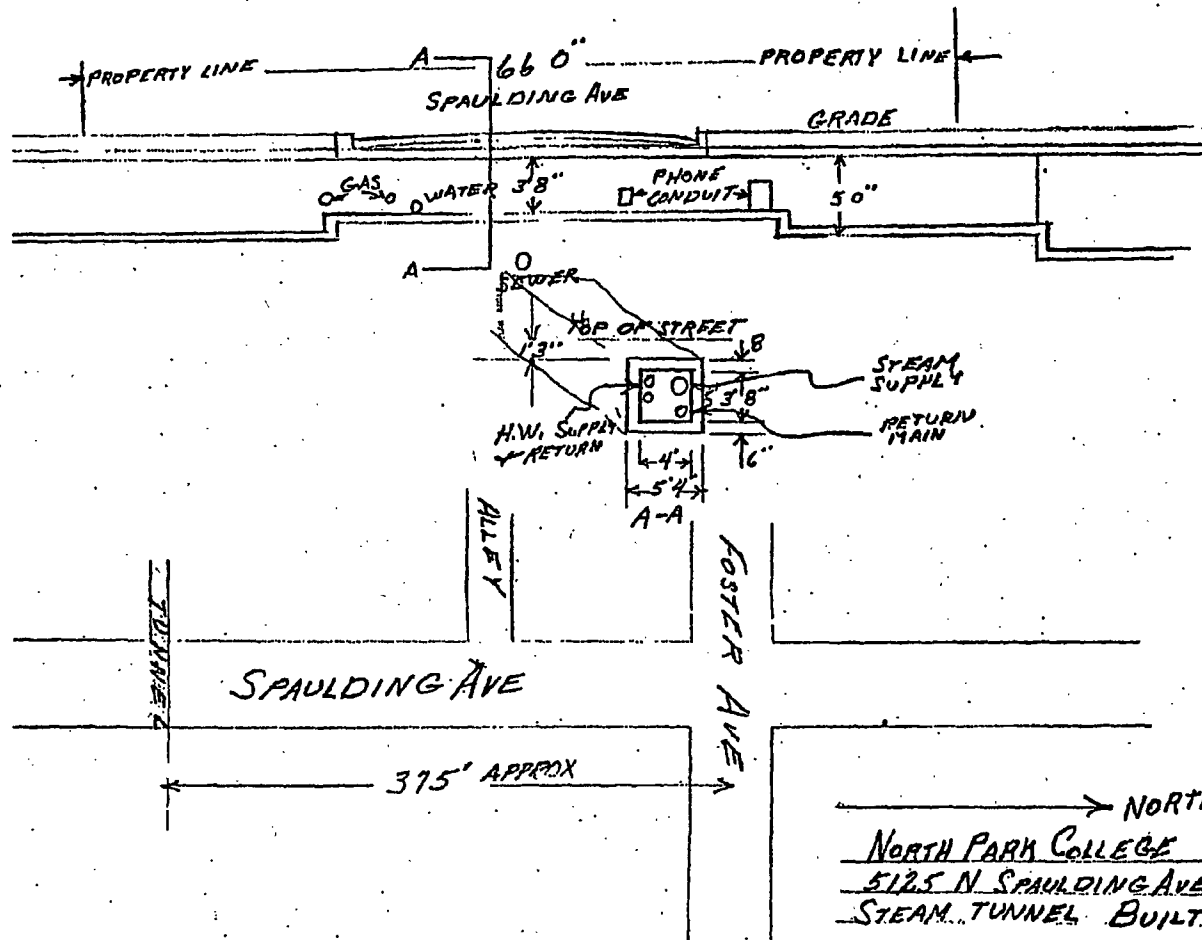 PROPERTY LINE
A
66 0"
PROPERTY LINE
SPAULDING AVE
GRADE
GAS
WATER
3'8"
PHONE
CONDUIT
5 0"
A
SEWER
TOP OF STREET
1'3"
8
STEAM
SUPPLY
3'8"
H.W. SUPPLY
& RETURN
RETURN
MAIN
6"
4'
5'4"
A-A
ALLEY
FOSTER AVE
TUNNEL
SPAULDING AVE
375' APPROX
NORTH
NORTH PARK COLLEGE
5125 N SPAULDING AVE
STEAM TUNNEL BUILT